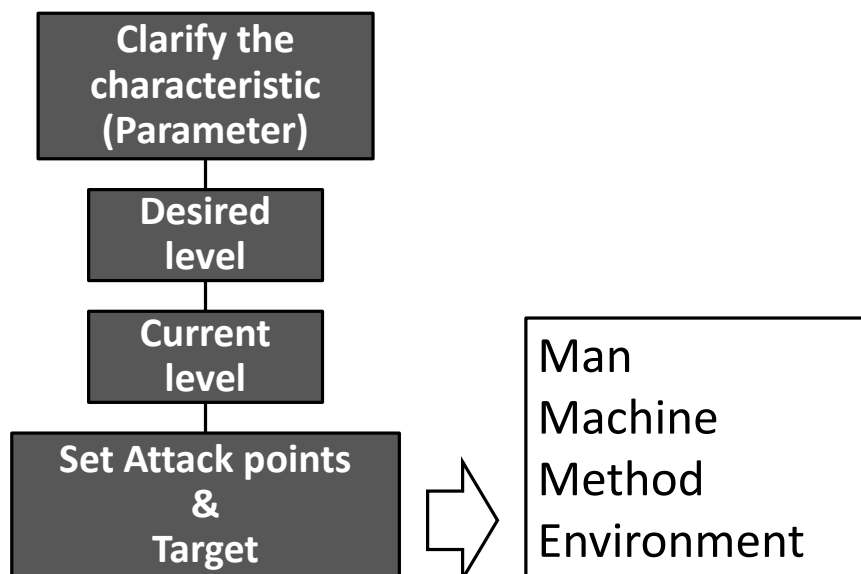 Clarify the
characteristic
(Parameter)
Desired
level
Current
level
Set Attack points
&
Target
Man
Machine
Method
Environment